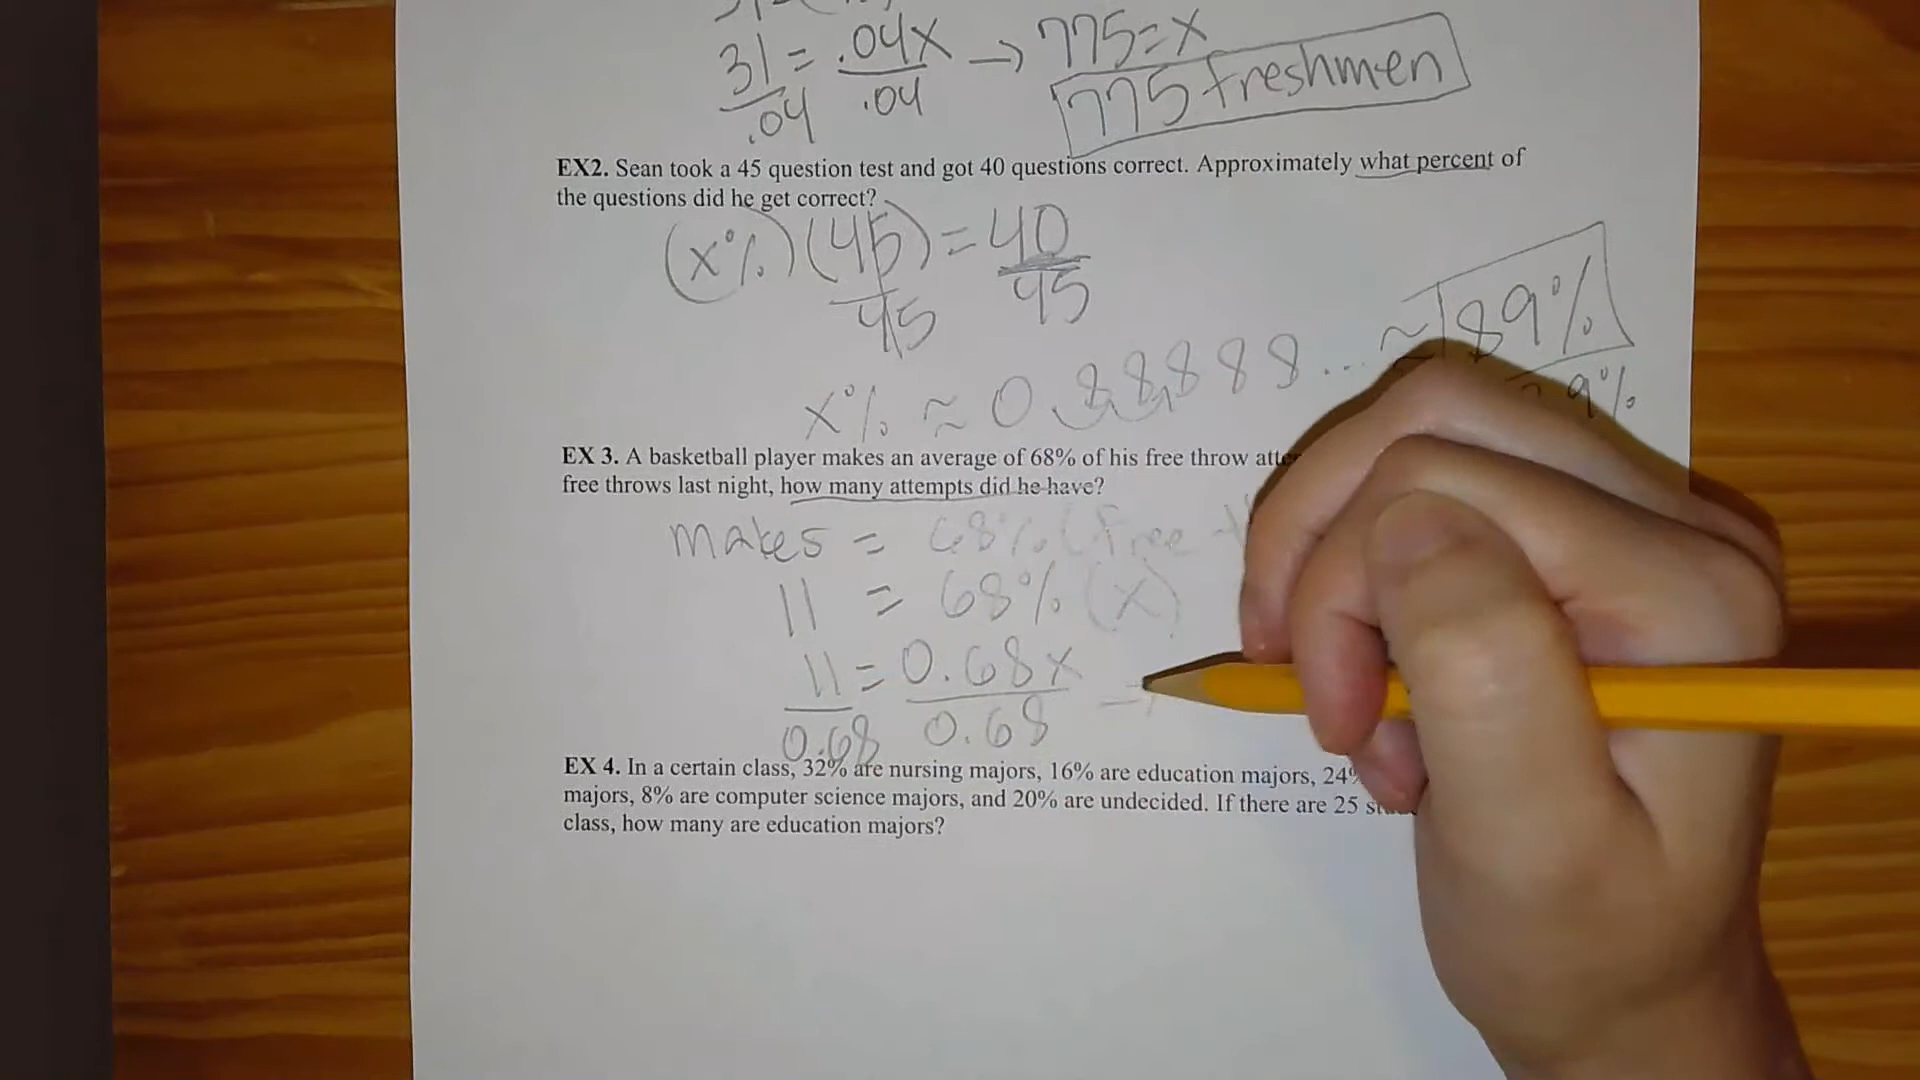 31 = .04x → 775 = x
.04 .04
775 freshmen
EX2. Sean took a 45 question test and got 40 questions correct. Approximately what percent of
the questions did he get correct?
(x%)(45) = 40
45 45
x% ≈ 0.88888... ≈ 89%
9%
EX 3. A basketball player makes an average of 68% of his free throw
free throws last night, how many attempts did he have?
makes = 68% (free
11 = 68% (x)
11 = 0.68x →
0.68 0.68
EX 4. In a certain class, 32% are nursing majors, 16% are education majors, 24%
majors, 8% are computer science majors, and 20% are undecided. If there are 25
class, how many are education majors?